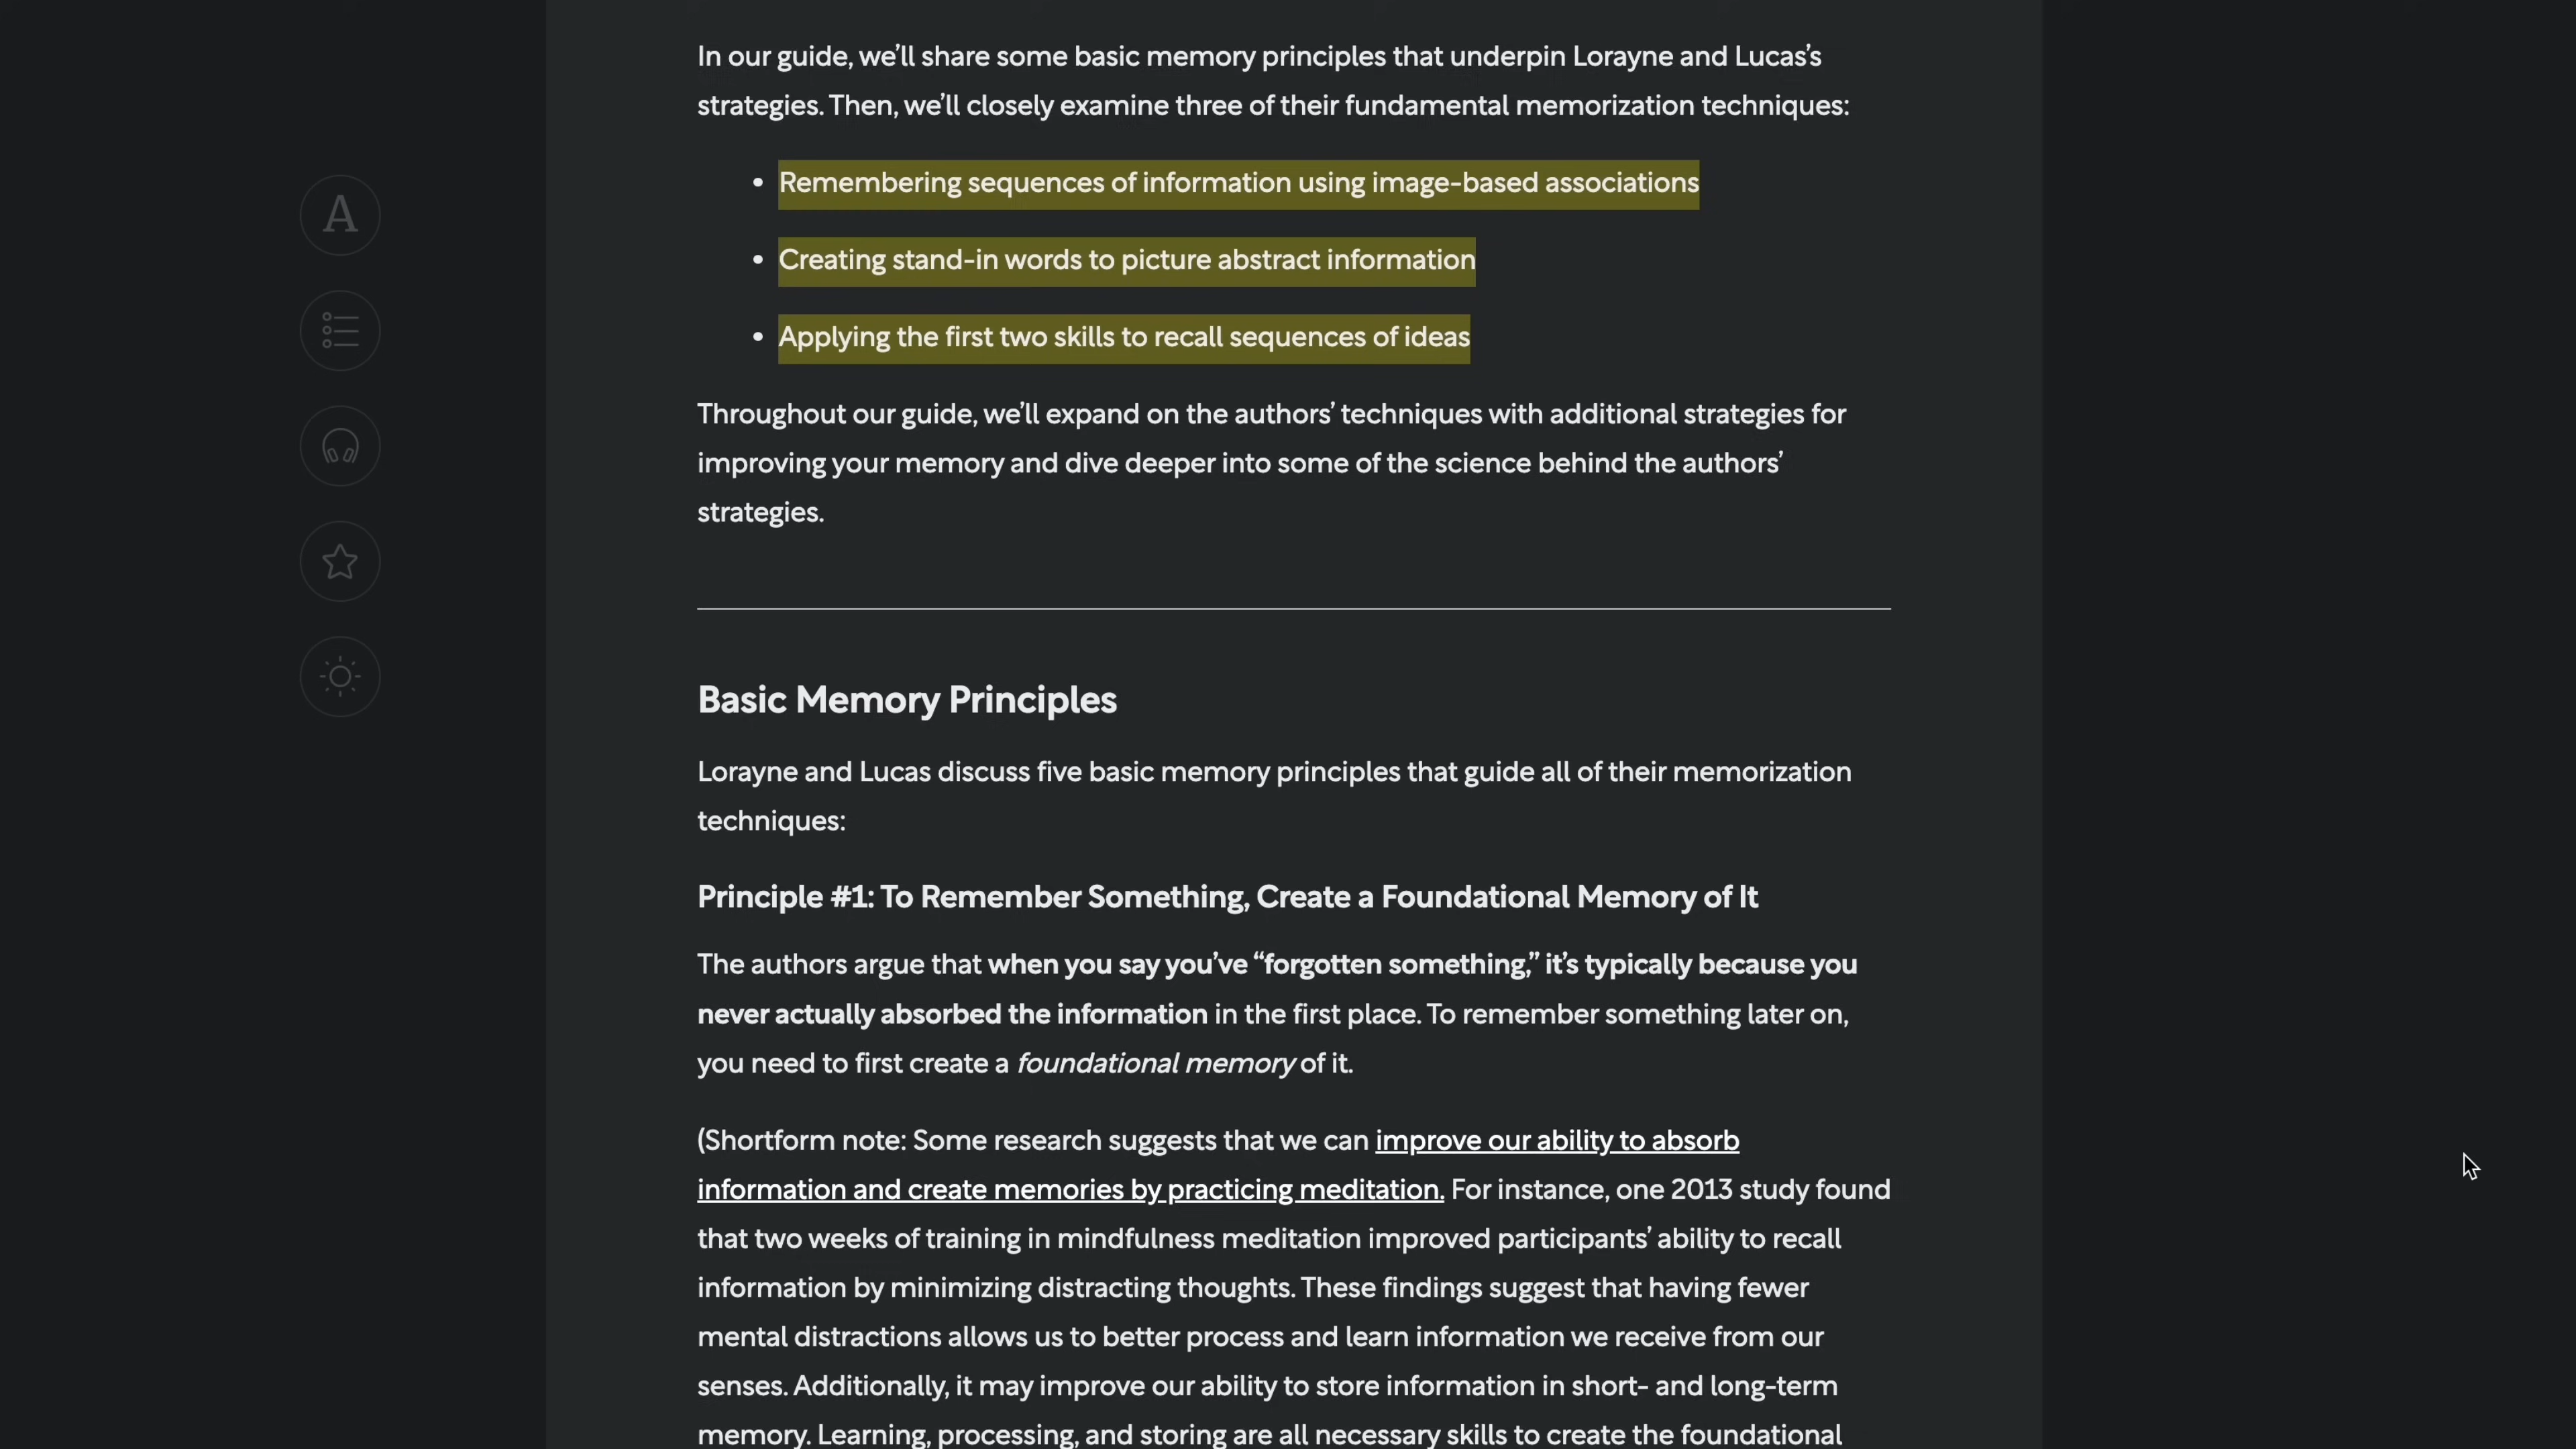 In our guide, we’ll share some basic memory principles that underpin Lorayne and Lucas’s
strategies. Then, we’ll closely examine three of their fundamental memorization techniques:
• Remembering sequences of information using image-based associations
• Creating stand-in words to picture abstract information
• Applying the first two skills to recall sequences of ideas
Throughout our guide, we’ll expand on the authors’ techniques with additional strategies for
improving your memory and dive deeper into some of the science behind the authors’
strategies.
Basic Memory Principles
Lorayne and Lucas discuss five basic memory principles that guide all of their memorization
techniques:
Principle #1: To Remember Something, Create a Foundational Memory of It
The authors argue that when you say you’ve “forgotten something,” it’s typically because you
never actually absorbed the information in the first place. To remember something later on,
you need to first create a foundational memory of it.
(Shortform note: Some research suggests that we can improve our ability to absorb
information and create memories by practicing meditation. For instance, one 2013 study found
that two weeks of training in mindfulness meditation improved participants’ ability to recall
information by minimizing distracting thoughts. These findings suggest that having fewer
mental distractions allows us to better process and learn information we receive from our
senses. Additionally, it may improve our ability to store information in short- and long-term
memory. Learning, processing, and storing are all necessary skills to create the foundational
A